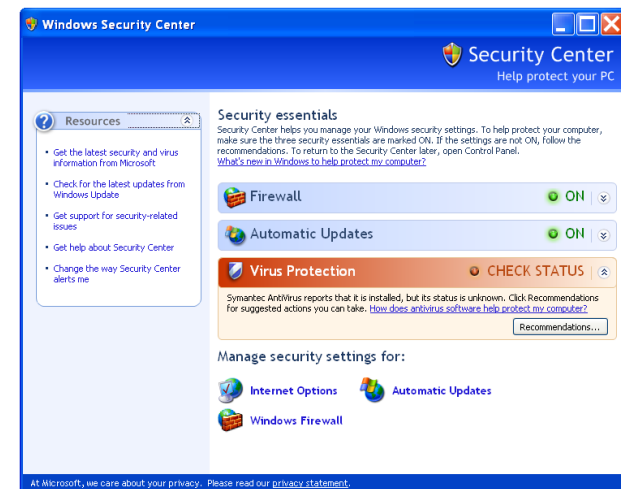 Windows Security Center
Security Center
Help protect your PC
Resources
Get the latest security and virus
information from Microsoft
Check for the latest updates from
Windows Update
Get support for security-related
issues
Get help about Security Center
Change the way Security Center
alerts me
Security essentials
Security Center helps you manage your Windows security settings. To help protect your computer,
make sure the three security essentials are marked ON. If the settings are not ON, follow the
recommendations. To return to the Security Center later, open Control Panel.
What's new in Windows to help protect my computer?
Firewall ON
Automatic Updates ON
Virus Protection CHECK STATUS
Symantec AntiVirus reports that it is installed, but its status is unknown. Click Recommendations
for suggested actions you can take. How does antivirus software help protect my computer?
Recommendations...
Manage security settings for:
Internet Options Automatic Updates
Windows Firewall
At Microsoft, we care about your privacy. Please read our privacy statement.